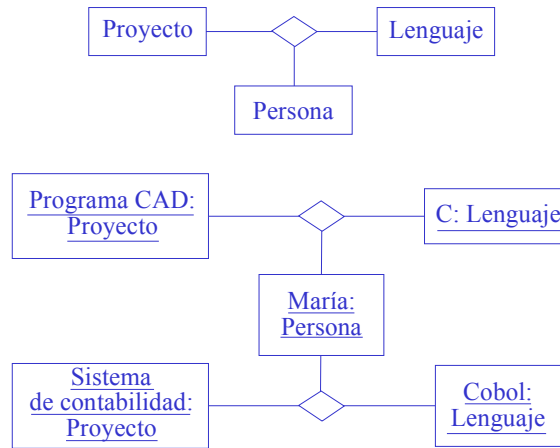 Proyecto
Lenguaje
Persona
Programa CAD:
Proyecto
C: Lenguaje
María:
Persona
Sistema
de contabilidad:
Proyecto
Cobol:
Lenguaje